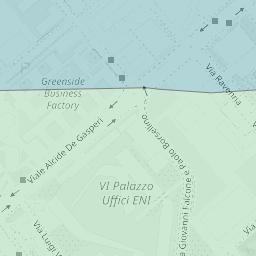 Greenside
Business
Factory
Via Ravenna
Viale Alcide De Gasperi
a Giovanni Falcone e Paolo Borsellino
VI Palazzo
Uffici ENI
Via Luigi
Via